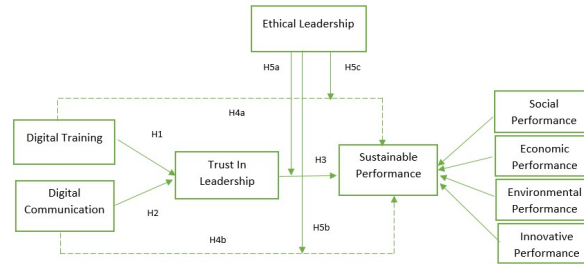 Ethical Leadership
H5a
H5c
H4a
Digital Training
H1
Trust In
Leadership
H3
Sustainable
Performance
Social
Performance
Economic
Performance
Environmental
Performance
Innovative
Performance
Digital
Communication
H2
H4b
H5b